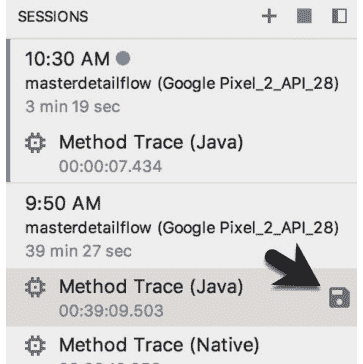 SESSIONS
10:30 AM
masterdetailflow (Google Pixel_2_API_28)
3 min 19 sec
Method Trace (Java)
00:00:07.434
9:50 AM
masterdetailflow (Google Pixel_2_API_28)
39 min 27 sec
Method Trace (Java)
00:39:09.503
Method Trace (Native)